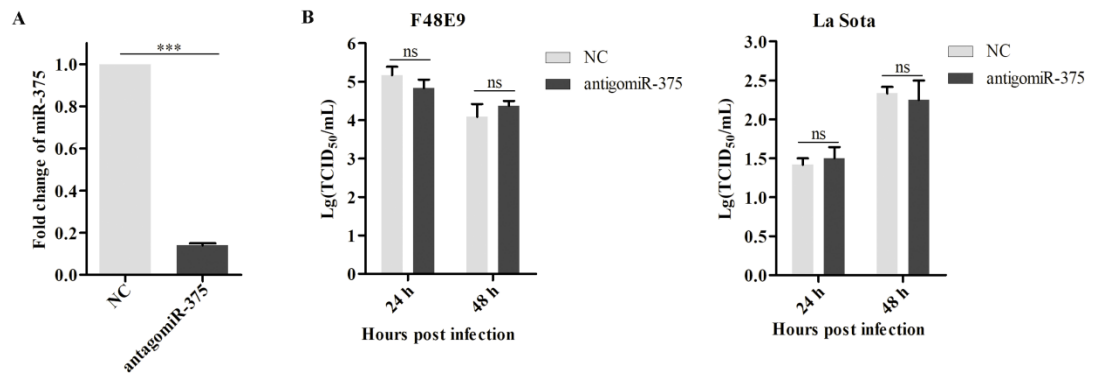 A
Fold change of miR-375
1.0
0.8
0.6
0.4
0.2
0.0
***
NC
antagomiR-375
B
F48E9
Lg(TCID50/mL)
6
5
4
3
2
1
0
ns
ns
24 h
48 h
Hours post infection
NC
antigomiR-375
La Sota
Lg(TCID50/mL)
3.0
2.5
2.0
1.5
1.0
0.5
0.0
ns
ns
24 h
48 h
Hours post infection
NC
antigomiR-375